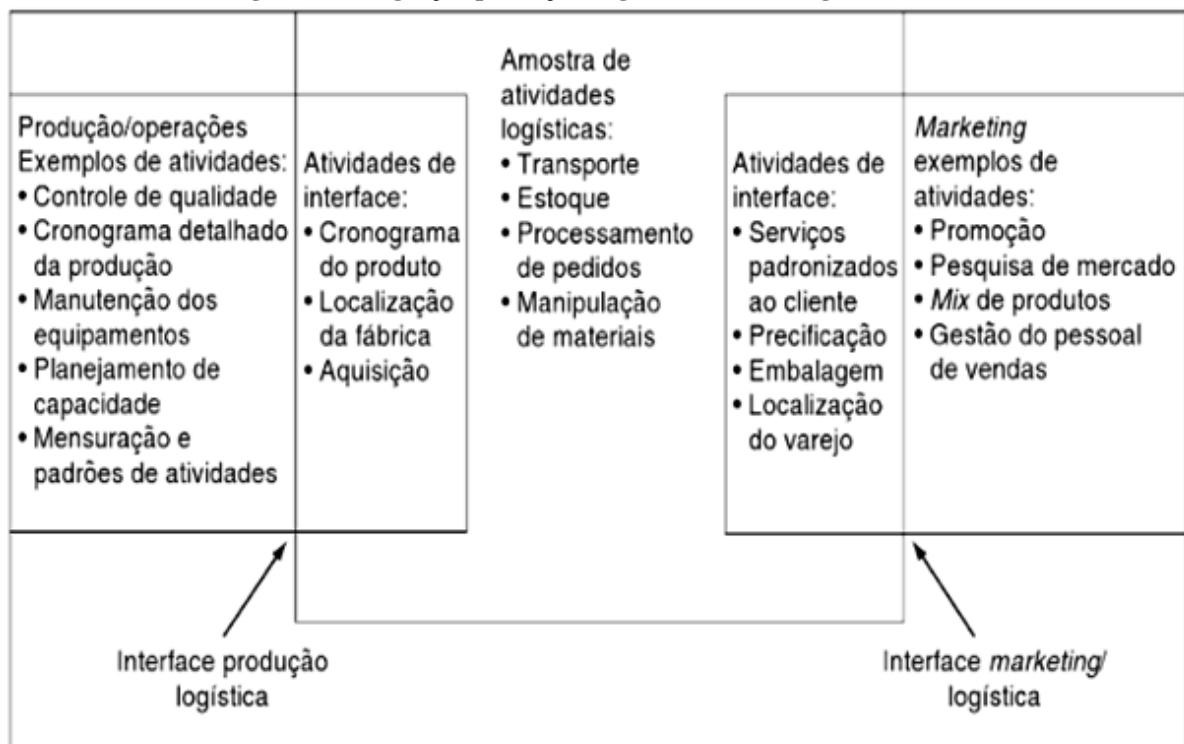 Produção/operações
Exemplos de atividades:
• Controle de qualidade
• Cronograma detalhado
da produção
• Manutenção dos
equipamentos
• Planejamento de
capacidade
• Mensuração e
padrões de atividades
Atividades de
interface:
• Cronograma
do produto
• Localização
da fábrica
• Aquisição
Amostra de
atividades
logísticas:
• Transporte
• Estoque
• Processamento
de pedidos
• Manipulação
de materiais
Atividades de
interface:
• Serviços
padronizados
ao cliente
• Precificação
• Embalagem
• Localização
do varejo
Marketing
exemplos de
atividades:
• Promoção
• Pesquisa de mercado
• Mix de produtos
• Gestão do pessoal
de vendas
Interface produção
logística
Interface marketing/
logística